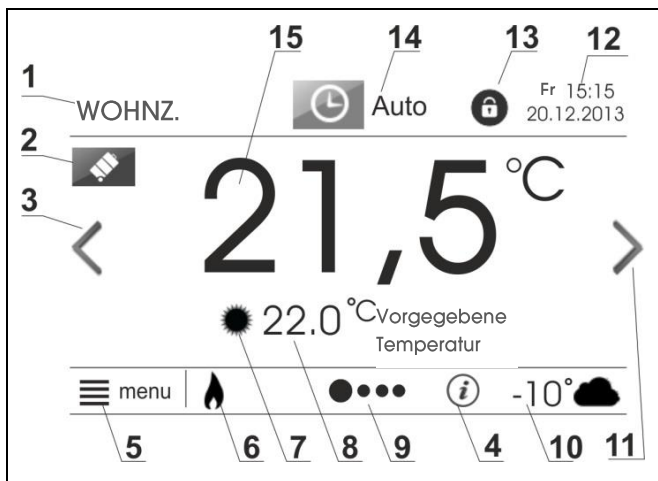 15 14 13 12
1
WOHNZ.
Auto
Fr 15:15
20.12.2013
2
3
21,5 °C
22.0 °C Vorgegebene
Temperatur
menu
i
-10°
5 6 7 8 9 4 10 11